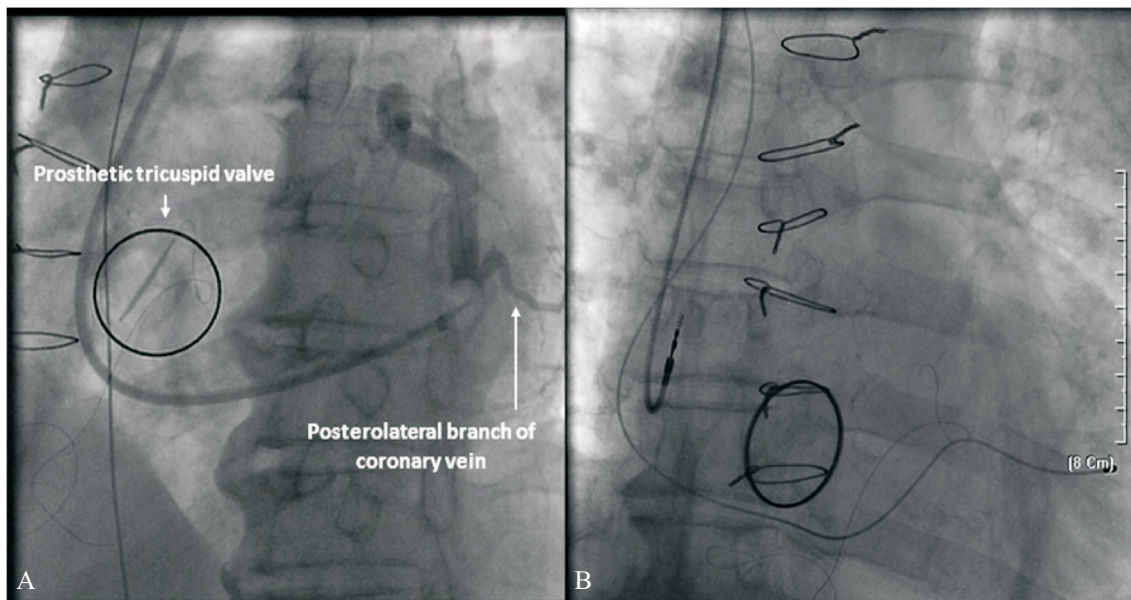 Prosthetic tricuspid valve
Posterolateral branch of
coronary vein
A
B
(8 Cm)